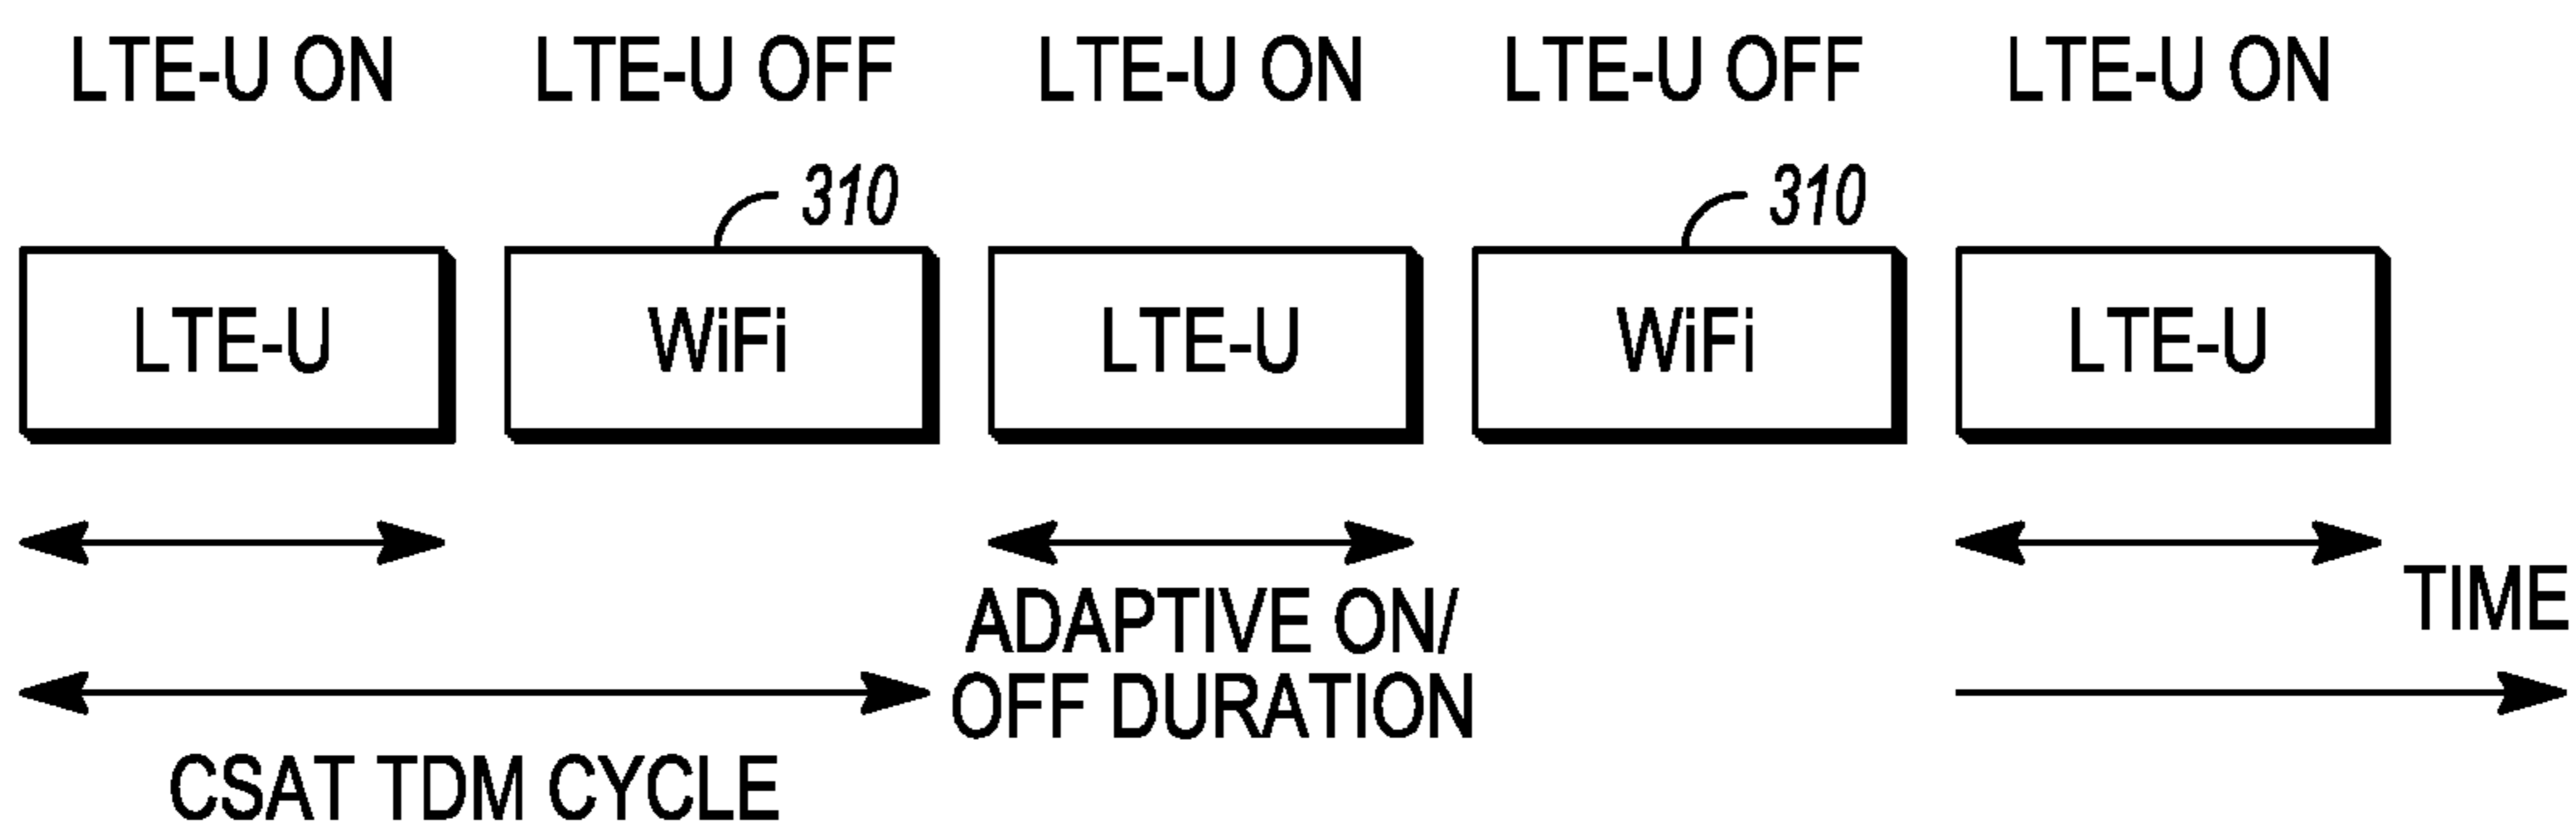 LTE-U ON LTE-U OFF LTE-U ON LTE-U OFF LTE-U ON
310 310
LTE-U WiFi LTE-U WiFi LTE-U
ADAPTIVE ON/
OFF DURATION
TIME
CSAT TDM CYCLE